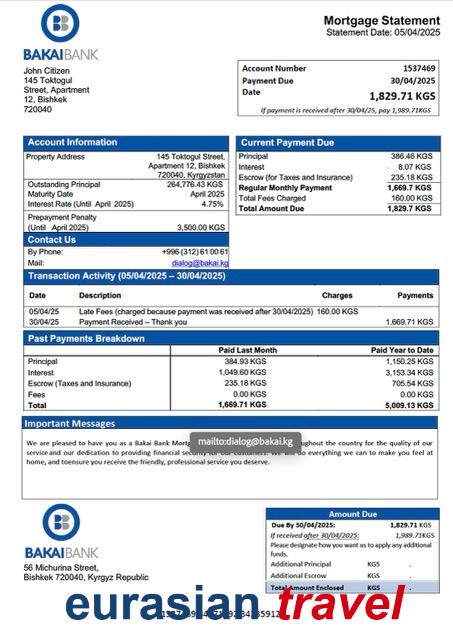 Mortgage Statement
Statement Date: 05/04/2025
BAKAIBANK
John Citizen
145 Toktogul
Street, Apartment
12, Bishkek
720040
Account Number 1537469
Payment Due 30/04/2025
Date
1,829.71 KGS
If payment is received after 30/04/25, pay 1,989.71KGS
Account Information
Property Address 145 Toktogul Street,
Apartment 12, Bishkek
720040, Kyrgyzstan
Outstanding Principal 264,776.43 KGS
Maturity Date April 2025
Interest Rate (Until April 2025) 4.75%
Prepayment Penalty
(Until April 2025) 3,500.00 KGS
Contact Us
By Phone: +996 (312) 61 00 61
Mail: dialog@bakai.kg
Current Payment Due
Principal 386.46 KGS
Interest 8.07 KGS
Escrow (for Taxes and Insurance) 235.18 KGS
Regular Monthly Payment 1,669.7 KGS
Total Fees Charged 160.00 KGS
Total Amount Due 1,829.7 KGS
Transaction Activity (05/04/2025 – 30/04/2025)
Date Description Charges Payments
05/04/25 Late Fees (charged because payment was received after 30/04/2025) 160.00 KGS
30/04/25 Payment Received – Thank you 1,669.71 KGS
Past Payments Breakdown
Paid Last Month Paid Year to Date
Principal 384.93 KGS 1,150.25 KGS
Interest 1,049.60 KGS 3,153.34 KGS
Escrow (Taxes and Insurance) 235.18 KGS 705.54 KGS
Fees 0.00 KGS 0.00 KGS
Total 1,669.71 KGS 5,009.13 KGS
Important Messages
We are pleased to have you as a Bakai Bank mailto:dialog@bakai.kg country for the quality of our
service and our dedication to providing financial everything we can to make you feel at
home, and toensure you receive the friendly, professional service you deserve.
BAKAIBANK
56 Michurina Street,
Bishkek 720040, Kyrgyz Republic
Amount Due
Due By 30/04/2025: 1,829.71 KGS
If received after 30/04/2025: 1,989.71KGS
Please designate how you want us to apply any additional
funds.
Additional Principal KGS .
Additional Escrow KGS .
Total Amount Enclosed KGS .
eurasian travel